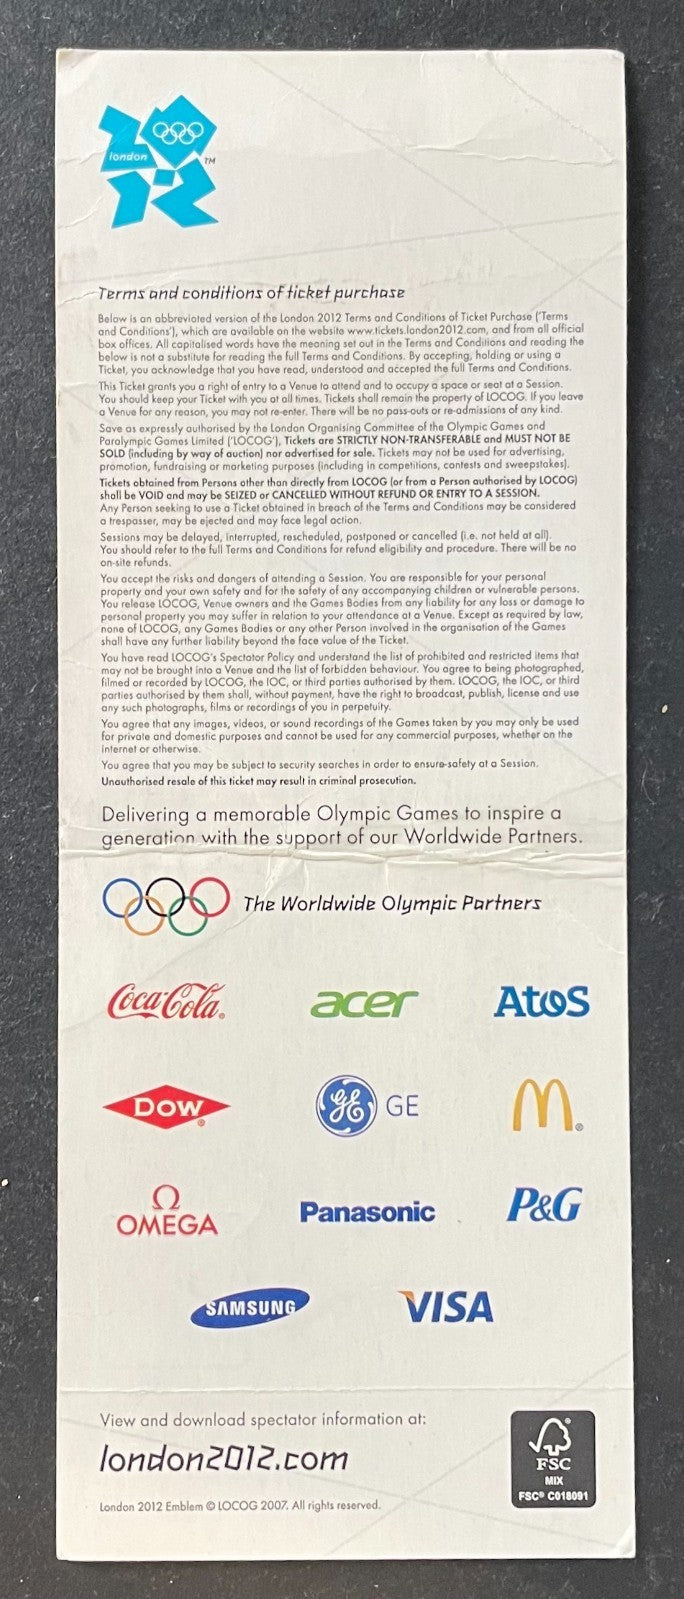 london
TM
Terms and conditions of ticket purchase
Below is an abbreviated version of the London 2012 Terms and Conditions of Ticket Purchase ('Terms
and Conditions'), which are available on the website www.tickets.london2012.com, and from all official
box offices. All capitalised words have the meaning set out in the Terms and Conditions and reading the
below is not a substitute for reading the full Terms and Conditions. By accepting, holding or using a
Ticket, you acknowledge that you have read, understood and accepted the full Terms and Conditions.
This Ticket grants you a right of entry to a Venue to attend and to occupy a space or seat at a Session.
You should keep your Ticket with you at all times. Tickets shall remain the property of LOCOG. If you leave
a Venue for any reason, you may not re-enter. There will be no pass-outs or re-admissions of any kind.
Save as expressly authorised by the London Organising Committee of the Olympic Games and
Paralympic Games Limited ('LOCOG'), Tickets are STRICTLY NON-TRANSFERABLE and MUST NOT BE
SOLD (including by way of auction) nor advertised for sale. Tickets may not be used for advertising,
promotion, fundraising or marketing purposes (including in competitions, contests and sweepstakes).
Tickets obtained from Persons other than directly from LOCOG (or from a Person authorised by LOCOG)
shall be VOID and may be SEIZED or CANCELLED WITHOUT REFUND OR ENTRY TO A SESSION.
Any Person seeking to use a Ticket obtained in breach of the Terms and Conditions may be considered
a trespasser, may be ejected and may face legal action.
Sessions may be delayed, interrupted, rescheduled, postponed or cancelled (i.e. not held at all).
You should refer to the full Terms and Conditions for refund eligibility and procedure. There will be no
on-site refunds.
You accept the risks and dangers of attending a Session. You are responsible for your personal
property and your own safety and for the safety of any accompanying children or vulnerable persons.
You release LOCOG, Venue owners and the Games Bodies from any liability for any loss or damage to
personal property you may suffer in relation to your attendance at a Venue. Except as required by law,
none of LOCOG, any Games Bodies or any other Person involved in the organisation of the Games
shall have any further liability beyond the face value of the Ticket.
You have read LOCOG's Spectator Policy and understand the list of prohibited and restricted items that
may not be brought into a Venue and the list of forbidden behaviour. You agree to being photographed,
filmed or recorded by LOCOG, the IOC, or third parties authorised by them. LOCOG, the IOC, or third
parties authorised by them shall, without payment, have the right to broadcast, publish, license and use
any such photographs, films or recordings of you in perpetuity.
You agree that any images, videos, or sound recordings of the Games taken by you may only be used
for private and domestic purposes and cannot be used for any commercial purposes, whether on the
internet or otherwise.
You agree that you may be subject to security searches in order to ensure safety at a Session.
Unauthorised resale of this ticket may result in criminal prosecution.
Delivering a memorable Olympic Games to inspire a
generation with the support of our Worldwide Partners.
The Worldwide Olympic Partners
Coca-Cola® acer Atos
DOW® GE GE M®
Ω
OMEGA Panasonic P&G
SAMSUNG VISA
View and download spectator information at:
london2012.com
London 2012 Emblem © LOCOG 2007. All rights reserved.
®
FSC
MIX
FSC® C018091